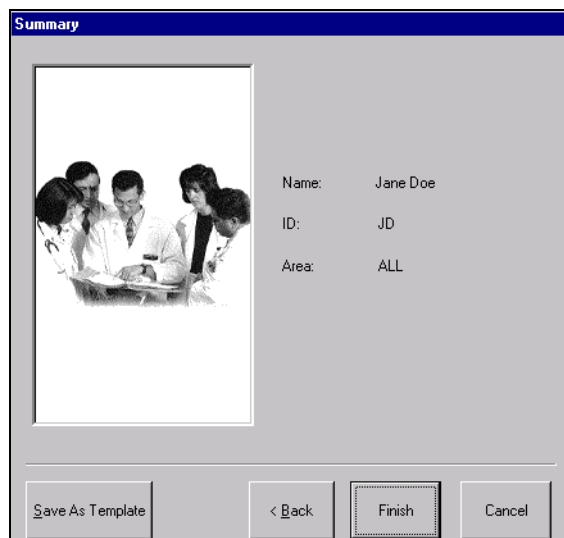 Summary
Name: Jane Doe
ID: JD
Area: ALL
Save As Template < Back Finish Cancel